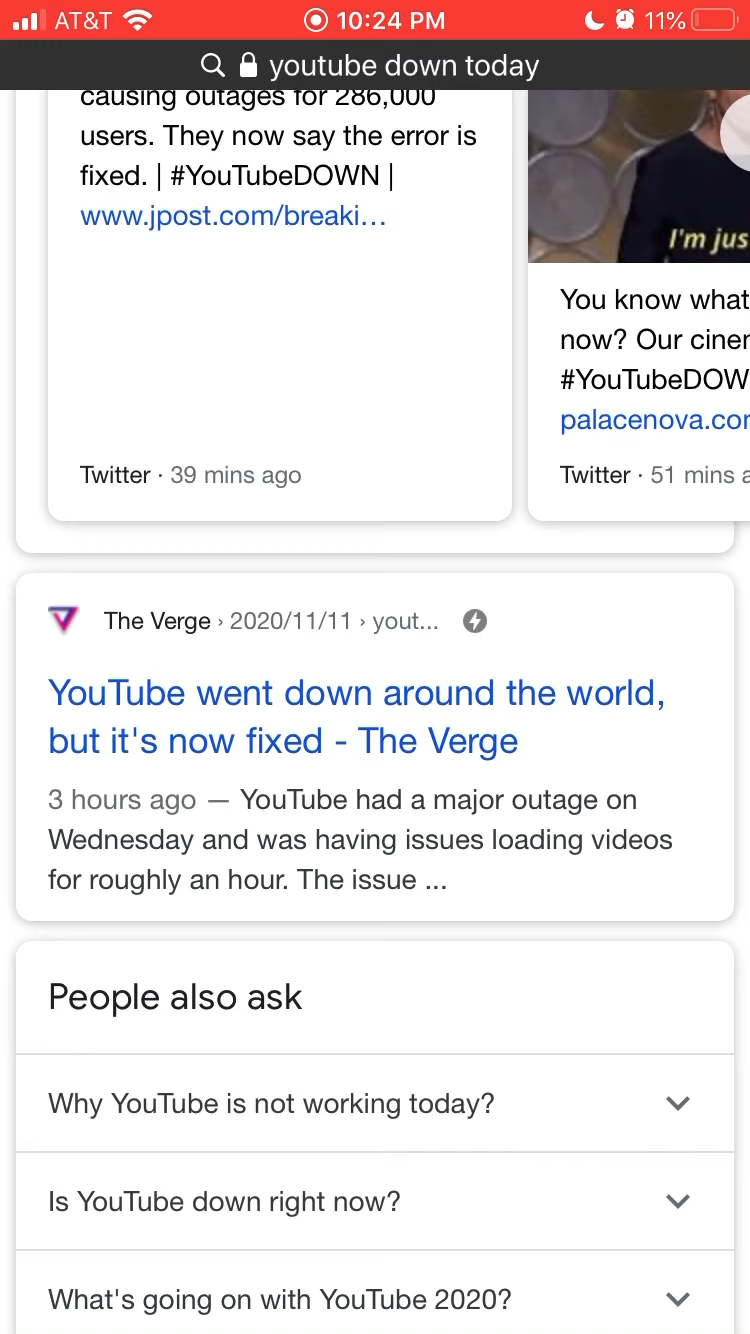 AT&T 10:24 PM 11%
youtube down today
causing outages for 286,000
users. They now say the error is
fixed. | #YouTubeDOWN |
www.jpost.com/breaki...
Twitter · 39 mins ago
I'm jus
You know what
now? Our ciner
#YouTubeDOW
palacenova.cor
Twitter · 51 mins a
The Verge › 2020/11/11 › yout...
YouTube went down around the world,
but it's now fixed - The Verge
3 hours ago — YouTube had a major outage on
Wednesday and was having issues loading videos
for roughly an hour. The issue ...
People also ask
Why YouTube is not working today?
Is YouTube down right now?
What's going on with YouTube 2020?